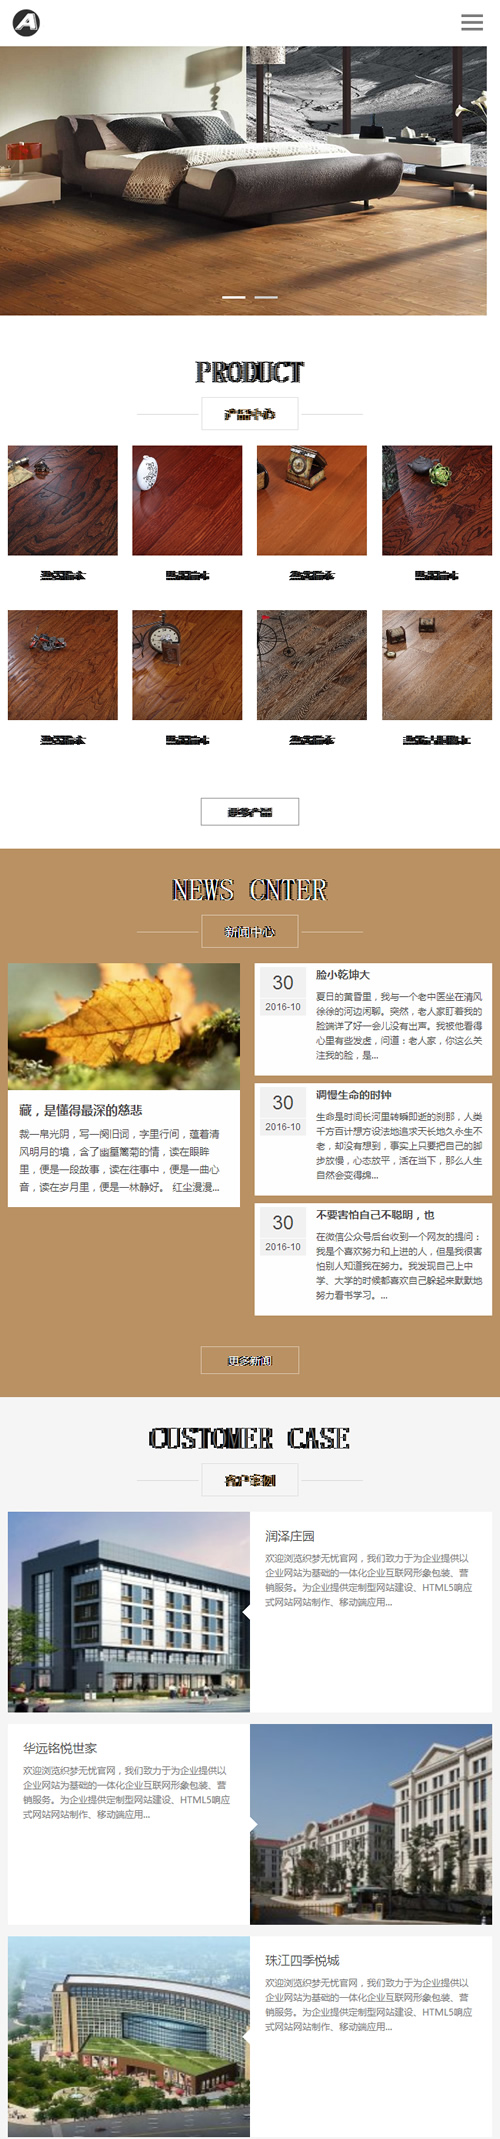 A
PRODUCT
产品中心
NEWS CNTER
新闻中心
藏，是懂得最深的慈悲
裁一帛光阴，写一阕旧词，字里行间，蕴着清
风明月的境，含了幽篁篱菊的情，读在眼眸
里，便是一段故事，读在往事中，便是一曲心
音，读在岁月里，便是一林静好。 红尘漫漫...
30
2016-10
脸小乾坤大
夏日的黄昏里，我与一个老中医坐在清风
徐徐的河边闲聊。突然，老人家盯着我的
脸端详了好一会儿没有出声。我被他看得
心里有些发虚，问道：老人家，你这么关
注我的脸，是...
30
2016-10
调慢生命的时钟
生命是时间长河里转瞬即逝的刹那，人类
千方百计想方设法地追求天长地久永生不
老，却没有想到，事实上只要把自己的脚
步放慢，心态放平，活在当下，那么人生
自然会变得绵...
30
2016-10
不要害怕自己不聪明，也
在微信公众号后台收到一个网友的提问：
我是个喜欢努力和上进的人，但是我很害
怕别人知道我在努力。我发现自己上中
学、大学的时候都喜欢自己躲起来默默地
努力看书学习。...
更多新闻
CUSTOMER CASE
客户案例
润泽庄园
欢迎浏览织梦无忧官网，我们致力于为企业提供以
企业网站为基础的一体化企业互联网形象包装、营
销服务。为企业提供定制型网站建设、HTML5响应
式网站网站制作、移动端应用...
华远铭悦世家
欢迎浏览织梦无忧官网，我们致力于为企业提供以
企业网站为基础的一体化企业互联网形象包装、营
销服务。为企业提供定制型网站建设、HTML5响应
式网站网站制作、移动端应用...
珠江四季悦城
欢迎浏览织梦无忧官网，我们致力于为企业提供以
企业网站为基础的一体化企业互联网形象包装、营
销服务。为企业提供定制型网站建设、HTML5响应
式网站网站制作、移动端应用...